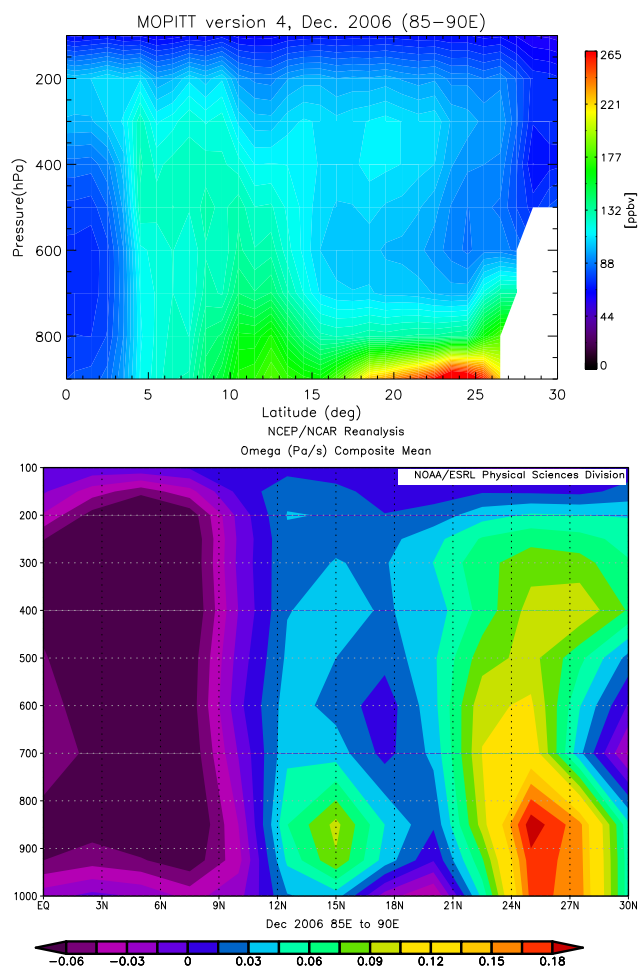 MOPITT version 4, Dec. 2006 (85-90E)
Pressure(hPa)
200
400
600
800
0 5 10 15 20 25 30
Latitude (deg)
265
221
177
132
88
44
0
[ppbv]
NCEP/NCAR Reanalysis
Omega (Pa/s) Composite Mean
NOAA/ESRL Physical Sciences Division
100
200
300
400
500
600
700
800
900
1000
EQ 3N 6N 9N 12N 15N 18N 21N 24N 27N 30N
Dec 2006 85E to 90E
-0.06 -0.03 0 0.03 0.06 0.09 0.12 0.15 0.18